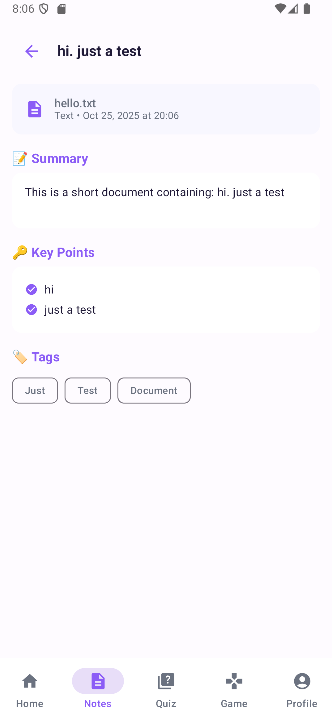 8:06
hi. just a test
hello.txt
Text • Oct 25, 2025 at 20:06
📝 Summary
This is a short document containing: hi. just a test
🔑 Key Points
hi
just a test
🏷️ Tags
Just
Test
Document
Home
Notes
Quiz
Game
Profile